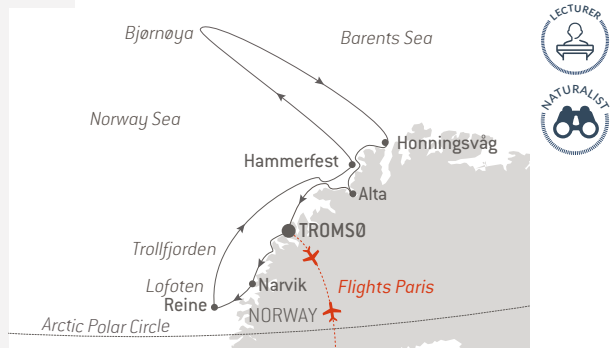 LECTURER
Bjørnøya
Barents Sea
NATURALIST
Norway Sea
Honningsvåg
Hammerfest
Alta
TROMSØ
Trollfjorden
Lofoten
Narvik
Flights Paris
Reine
NORWAY
Arctic Polar Circle